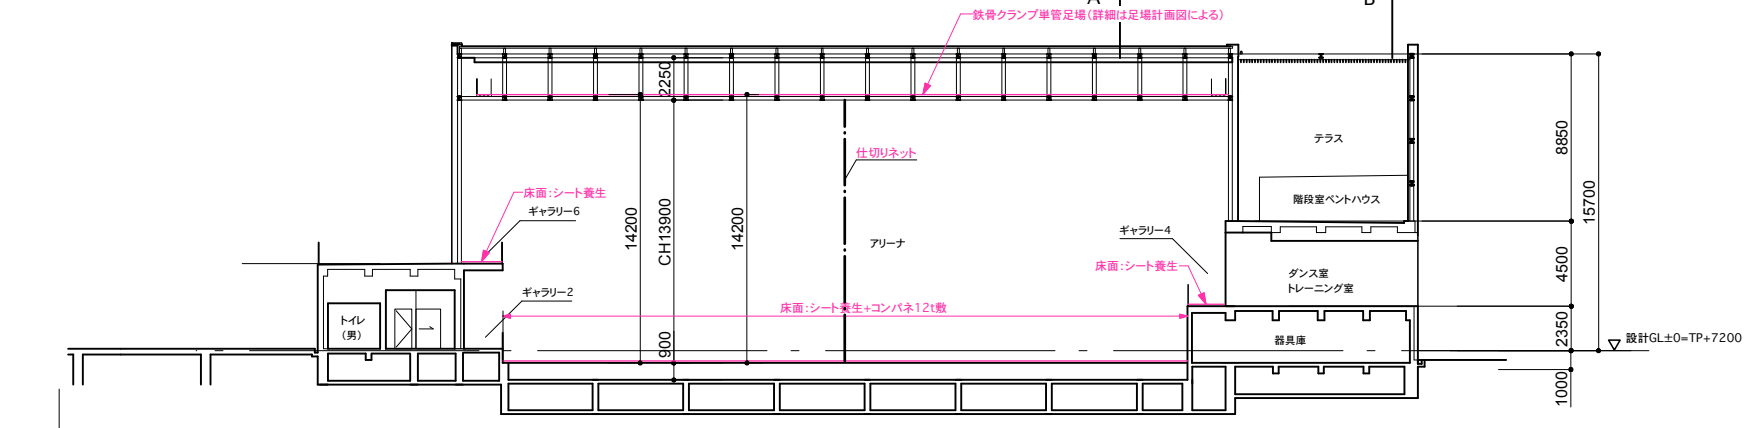 A
B
鉄骨クランプ単管足場(詳細は足場計画図による)
2250
テラス
8850
仕切りネット
床面:シート養生
ギャラリー6
階段室ペントハウス
15700
14200
CH13900
14200
アリーナ
ギャラリー4
床面:シート養生
ダンス室
トレーニング室
4500
ギャラリー2
床面:シート養生+コンパネ12t敷
トイレ
(男)
900
器具庫
2350
設計GL±0=TP+7200
1000